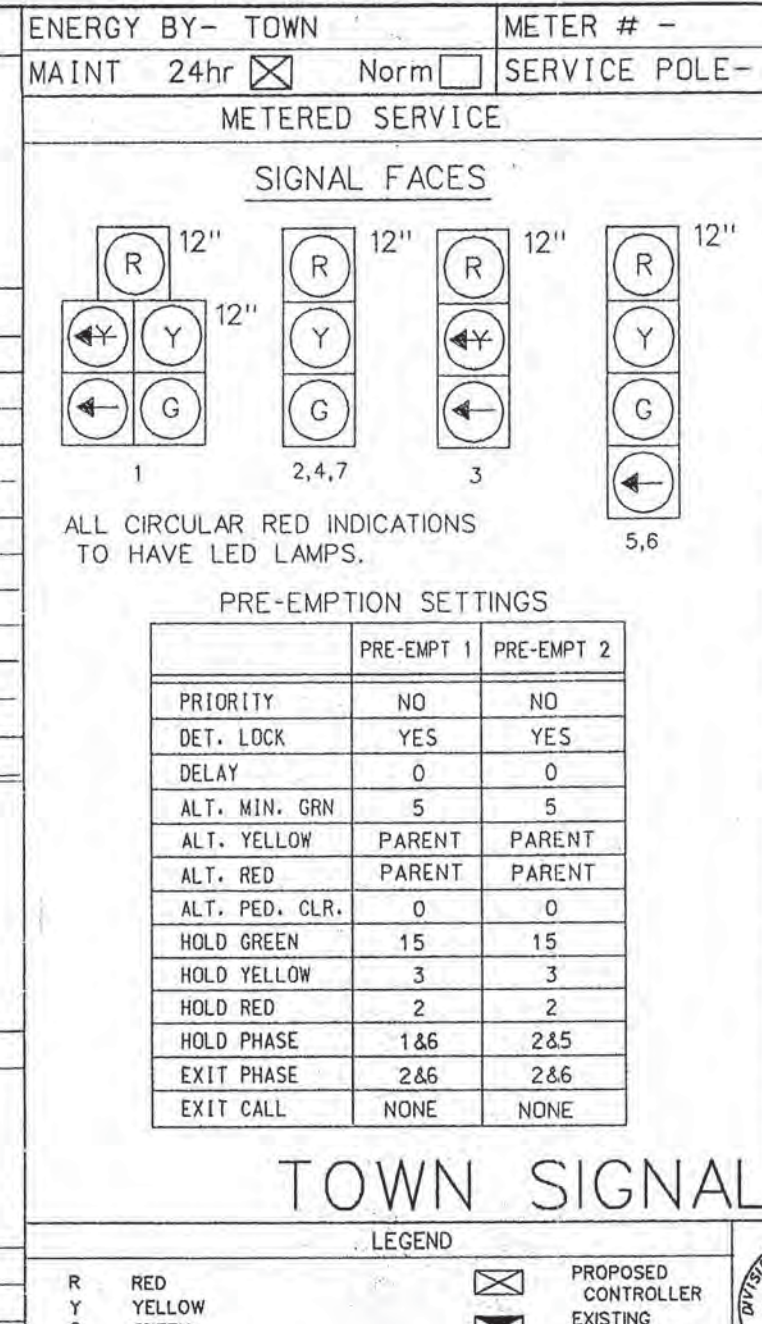 ENERGY BY- TOWN METER # -
MAINT 24hr Norm SERVICE POLE-
METERED SERVICE
SIGNAL FACES
R 12" R 12" R 12" R 12"
Y Y 12" Y Y Y
G G G
1 2,4,7 3 5,6
ALL CIRCULAR RED INDICATIONS
TO HAVE LED LAMPS.
PRE-EMPTION SETTINGS
PRE-EMPT 1 PRE-EMPT 2
PRIORITY NO NO
DET. LOCK YES YES
DELAY 0 0
ALT. MIN. GRN 5 5
ALT. YELLOW PARENT PARENT
ALT. RED PARENT PARENT
ALT. PED. CLR. 0 0
HOLD GREEN 15 15
HOLD YELLOW 3 3
HOLD RED 2 2
HOLD PHASE 1&6 2&5
EXIT PHASE 2&6 2&6
EXIT CALL NONE NONE
TOWN SIGNAL
LEGEND
R RED PROPOSED
CONTROLLER
Y YELLOW
EXISTING